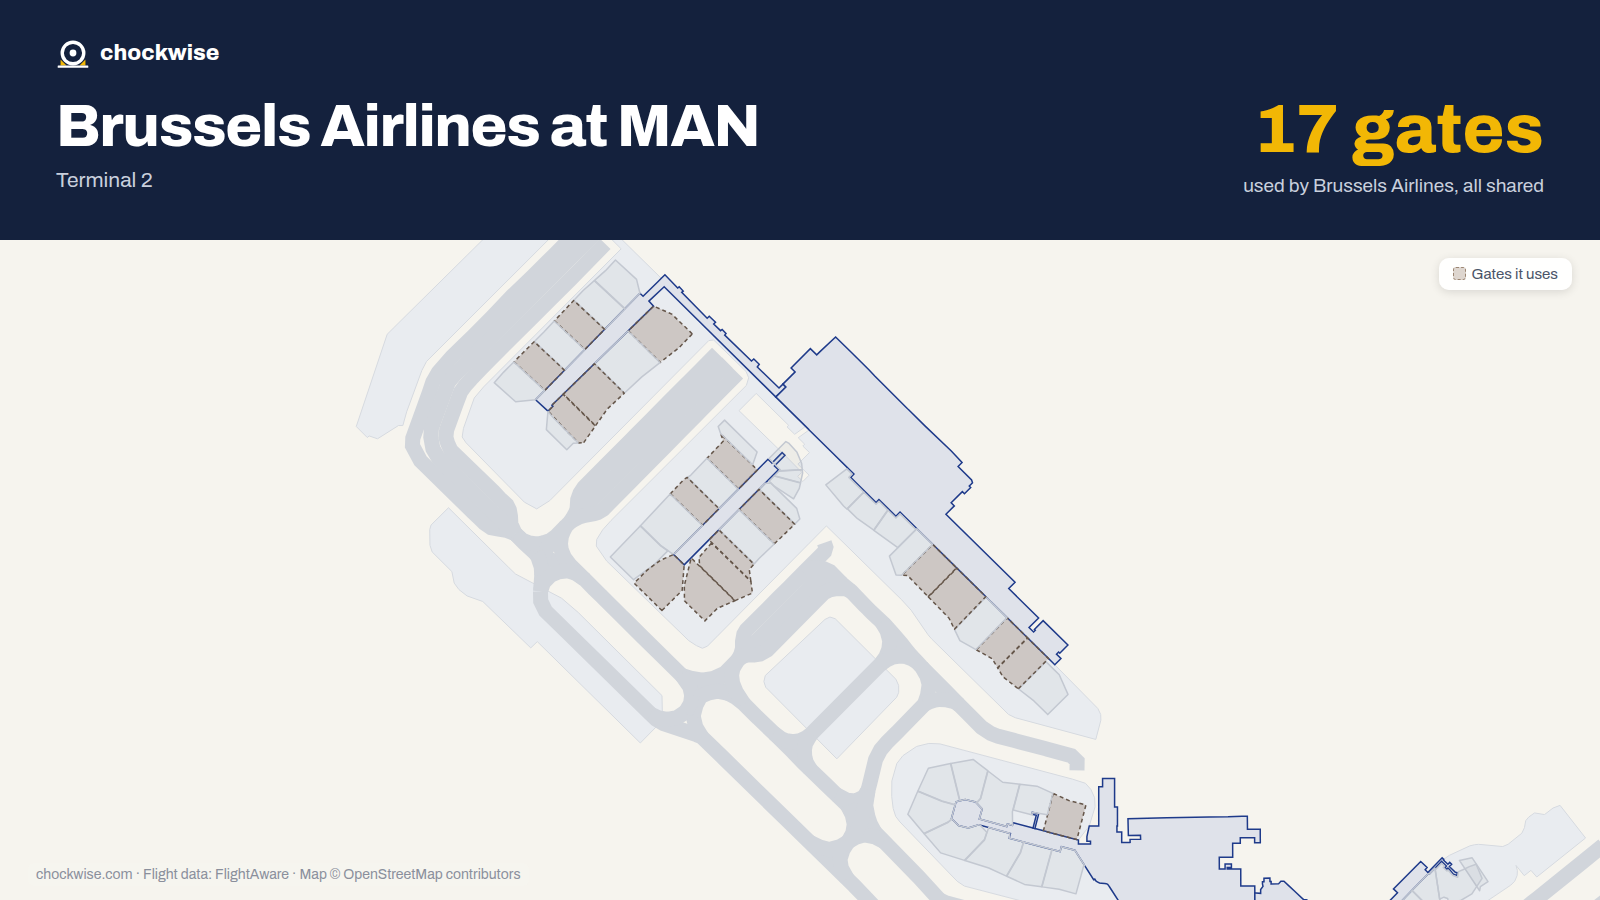 chockwise
Brussels Airlines at MAN
Terminal 2
17 gates
used by Brussels Airlines, all shared
Gates it uses
chockwise.com · Flight data: FlightAware · Map © OpenStreetMap contributors